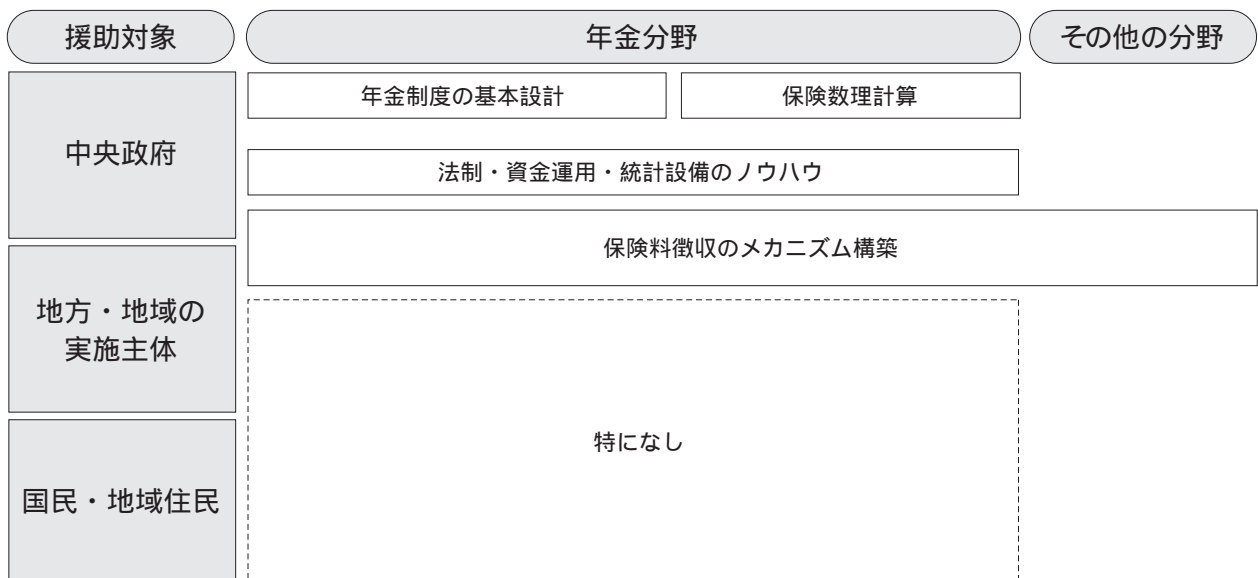 援助対象
年金分野
その他の分野
中央政府
年金制度の基本設計
保険数理計算
法制・資金運用・統計設備のノウハウ
保険料徴収のメカニズム構築
地方・地域の
実施主体
特になし
国民・地域住民